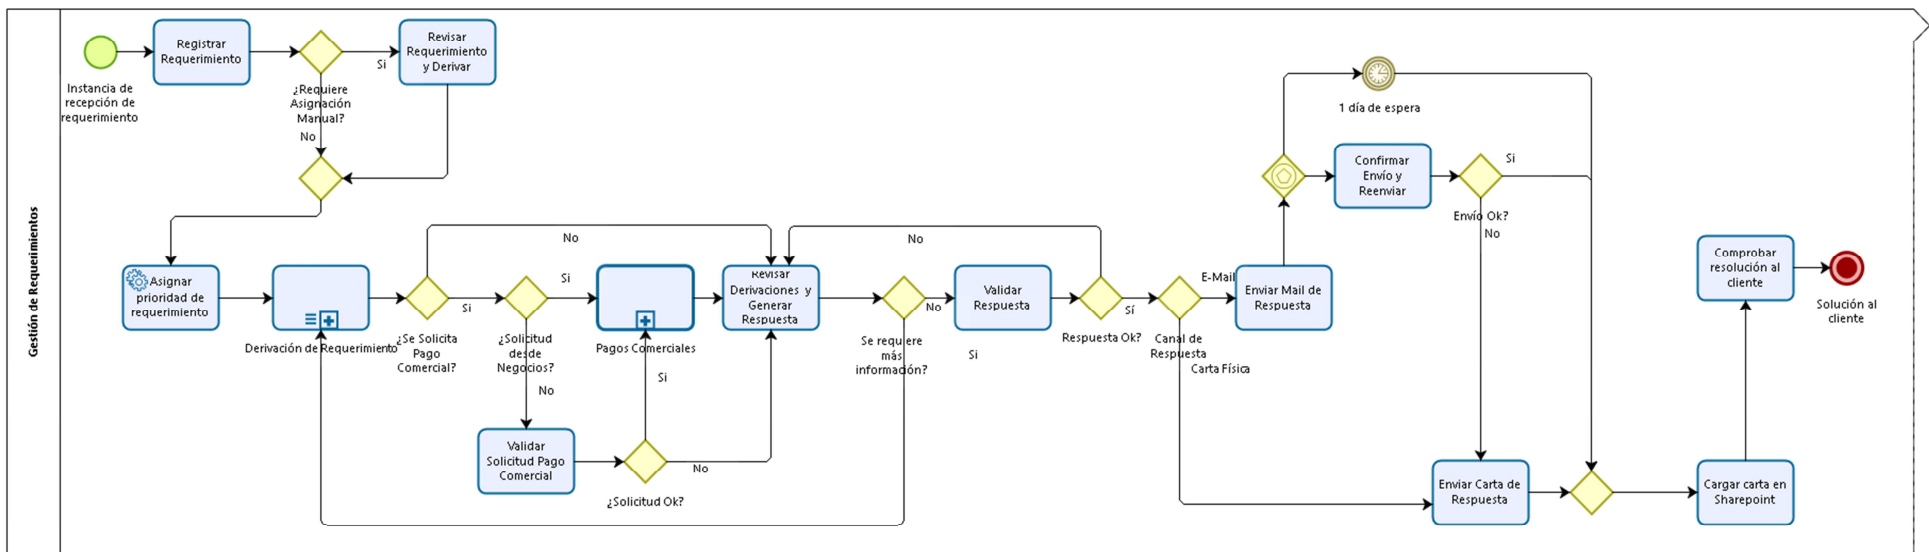 Gestión de Requerimientos
Instancia de
recepción de
requerimiento
Registrar
Requerimiento
¿Requiere
Asignación
Manual?
Si
No
Revisar
Requerimiento
y Derivar
Asignar
prioridad de
requerimiento
Derivación de Requerimiento
¿Se Solicita
Pago
Comercial?
No
Si
¿Solicitud
desde
Negocios?
Si
No
Pagos Comerciales
Validar
Solicitud Pago
Comercial
¿Solicitud Ok?
Si
No
Revisar
Derivaciones y
Generar
Respuesta
Se requiere
más
información?
No
Si
Validar
Respuesta
No
Respuesta Ok?
Sí
Canal de
Respuesta
E-Mail
Carta Física
Enviar Mail de
Respuesta
1 día de espera
Confirmar
Envío y
Reenviar
Si
Envío Ok?
No
Enviar Carta de
Respuesta
Cargar carta en
Sharepoint
Comprobar
resolución al
cliente
Solución al
cliente